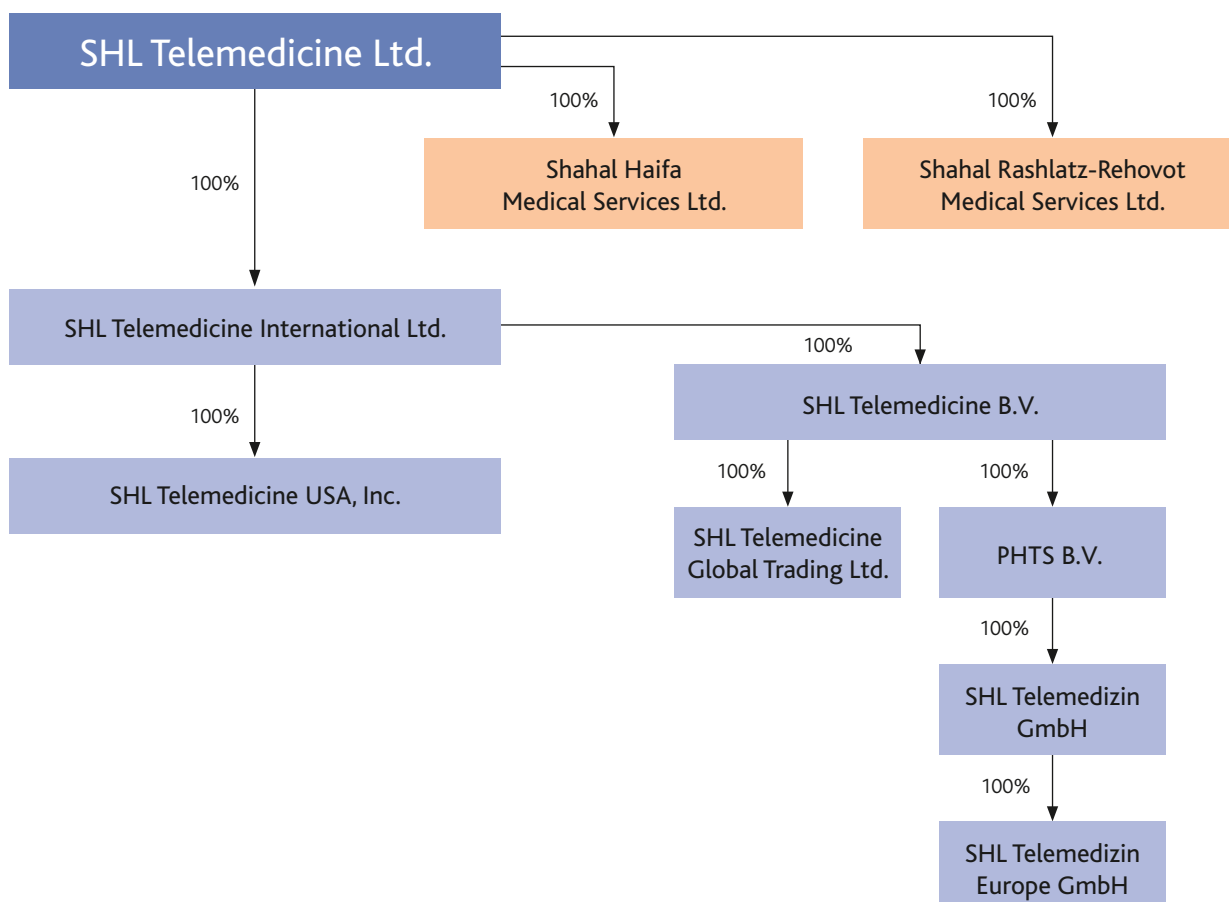 SHL Telemedicine Ltd.
100%
100%
100%
Shahal Haifa
Medical Services Ltd.
Shahal Rashlatz-Rehovot
Medical Services Ltd.
SHL Telemedicine International Ltd.
100%
100%
SHL Telemedicine B.V.
SHL Telemedicine USA, Inc.
100%
100%
SHL Telemedicine
Global Trading Ltd.
PHTS B.V.
100%
SHL Telemedizin
GmbH
100%
SHL Telemedizin
Europe GmbH